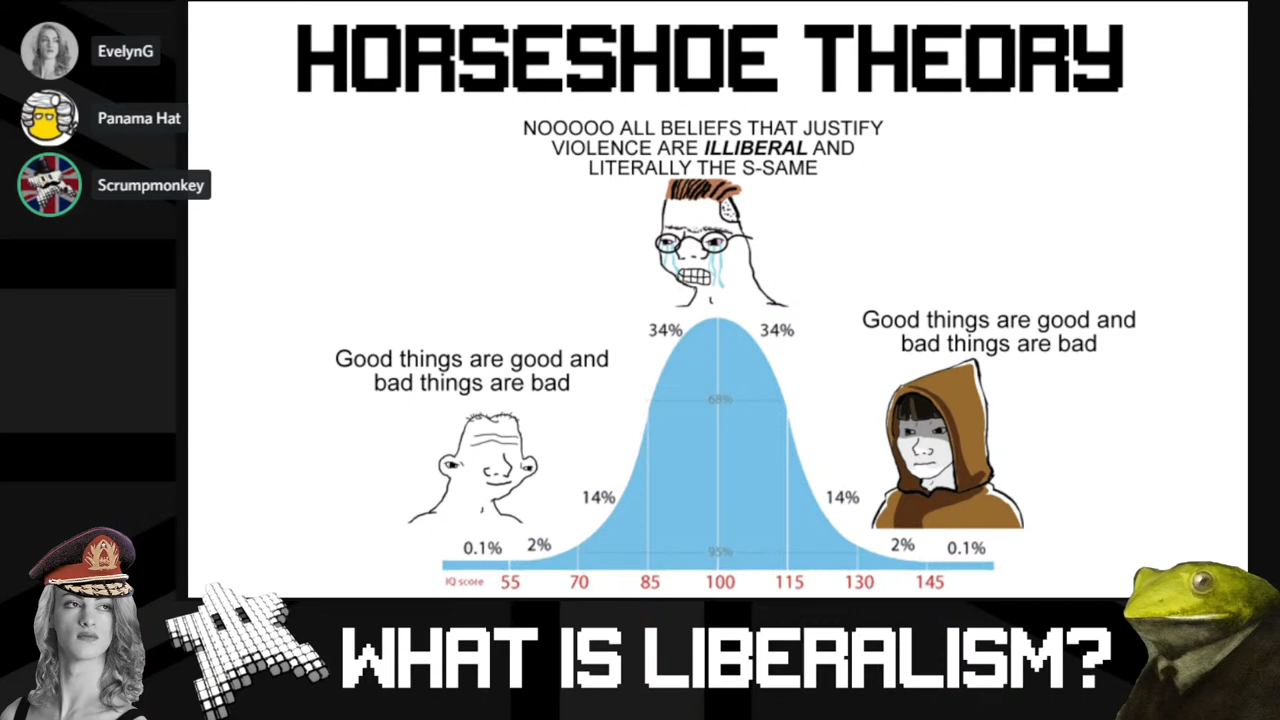 EvelynG
Panama Hat
Scrumpmonkey
HORSESHOE THEORY
NOOOOO ALL BELIEFS THAT JUSTIFY
VIOLENCE ARE ILLIBERAL AND
LITERALLY THE S-SAME
34%
34%
Good things are good and
bad things are bad
Good things are good and
bad things are bad
68%
14%
14%
0.1%
2%
95%
2%
0.1%
IQ score 55 70 85 100 115 130 145
WHAT IS LIBERALISM?